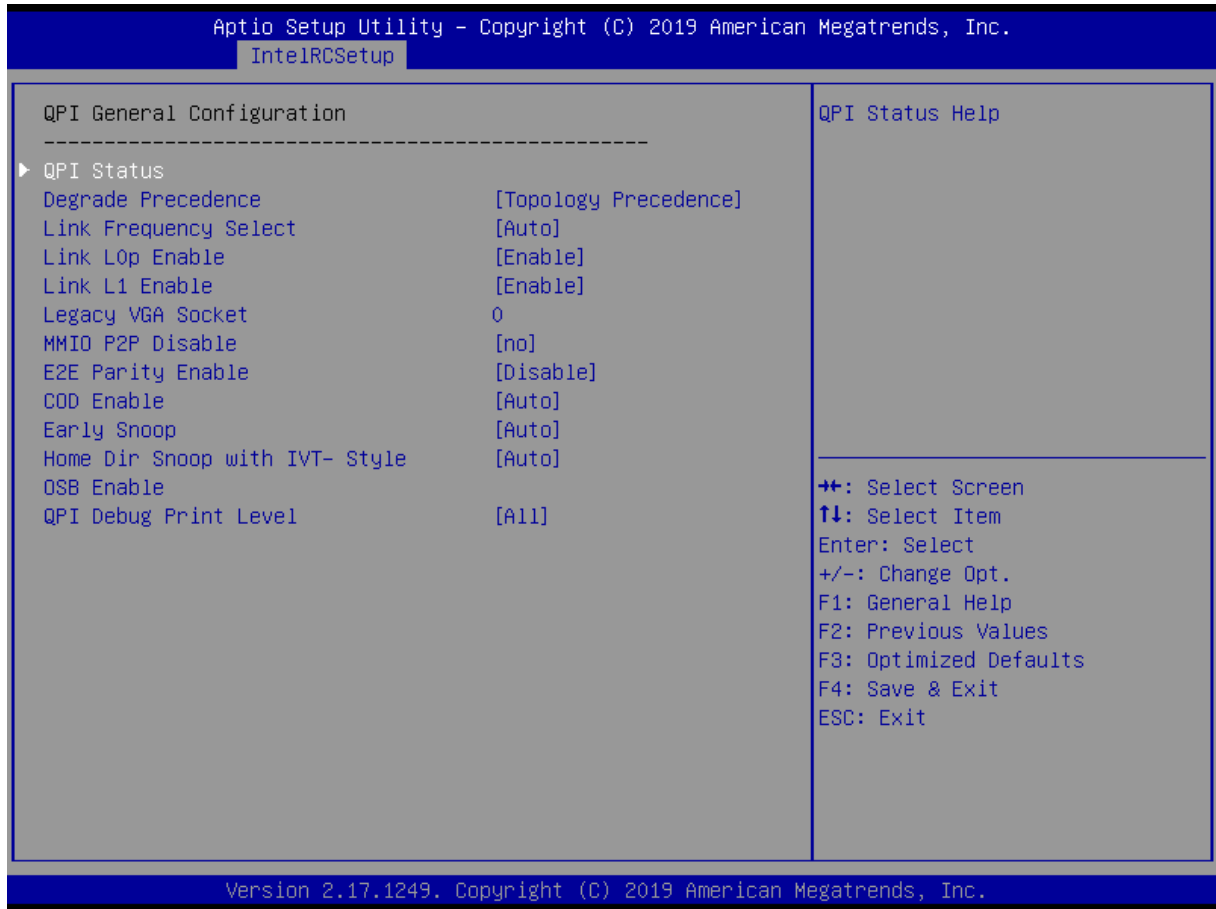 Aptio Setup Utility – Copyright (C) 2019 American Megatrends, Inc.
IntelRCSetup
QPI General Configuration
--------------------------------------------------
QPI Status
Degrade Precedence [Topology Precedence]
Link Frequency Select [Auto]
Link L0p Enable [Enable]
Link L1 Enable [Enable]
Legacy VGA Socket 0
MMIO P2P Disable [no]
E2E Parity Enable [Disable]
COD Enable [Auto]
Early Snoop [Auto]
Home Dir Snoop with IVT- Style [Auto]
OSB Enable
QPI Debug Print Level [All]
QPI Status Help
→←: Select Screen
↑↓: Select Item
Enter: Select
+/-: Change Opt.
F1: General Help
F2: Previous Values
F3: Optimized Defaults
F4: Save & Exit
ESC: Exit
Version 2.17.1249. Copyright (C) 2019 American Megatrends, Inc.